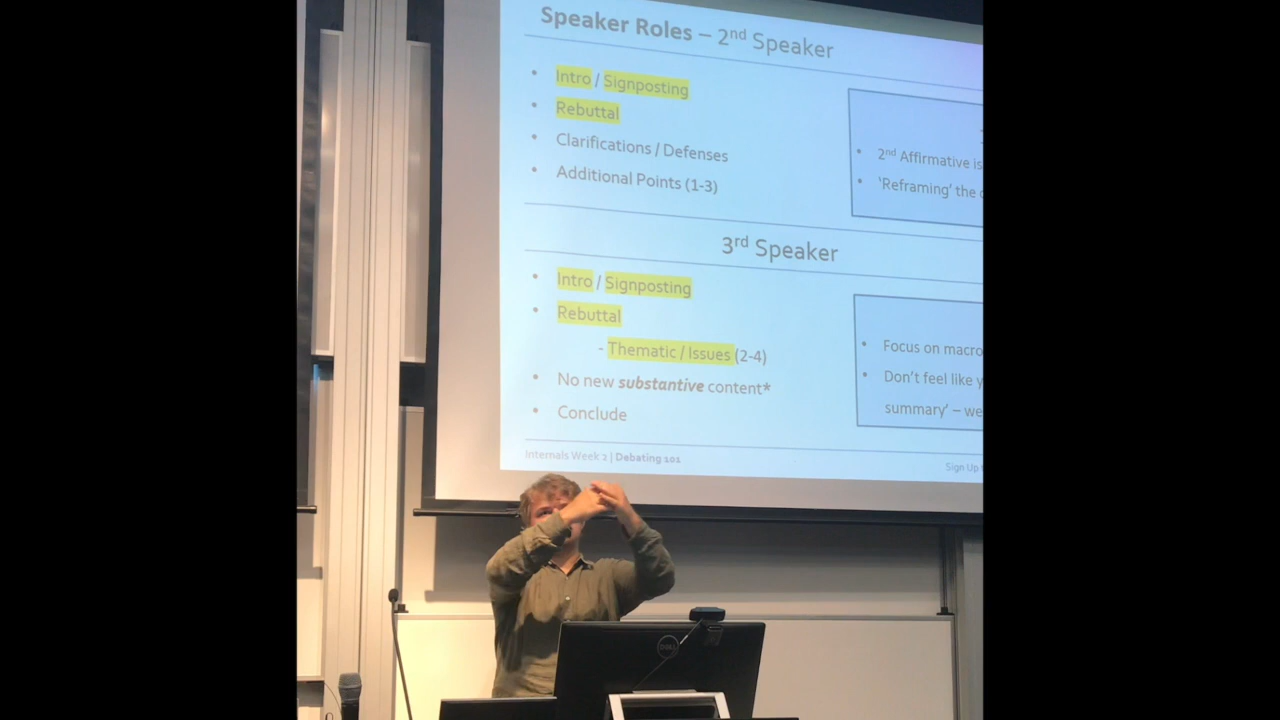 Speaker Roles – 2nd Speaker
• Intro / Signposting
• Rebuttal
• Clarifications / Defenses
• Additional Points (1-3)
• 2nd Affirmative is
• 'Reframing' the
3rd Speaker
• Intro / Signposting
• Rebuttal
- Thematic / Issues (2-4)
• No new substantive content*
• Conclude
• Focus on macro
• Don't feel like
summary' – we
Internals Week 2 | Debating 101
Sign Up
DELL